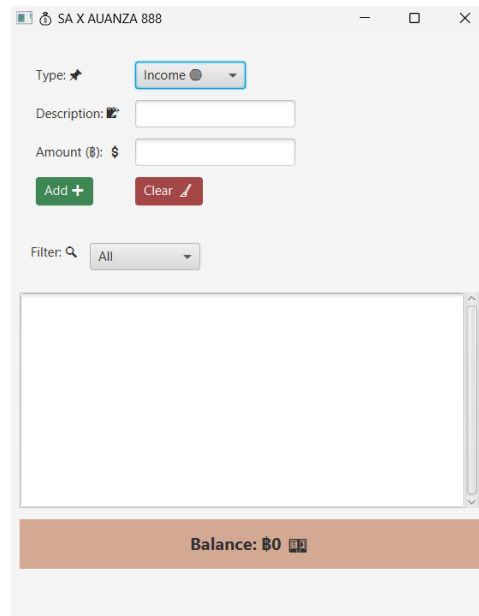 SA X AUANZA 888
Type:
Income
Description:
Amount (฿): $
Add +
Clear
Filter:
All
Balance: ฿0